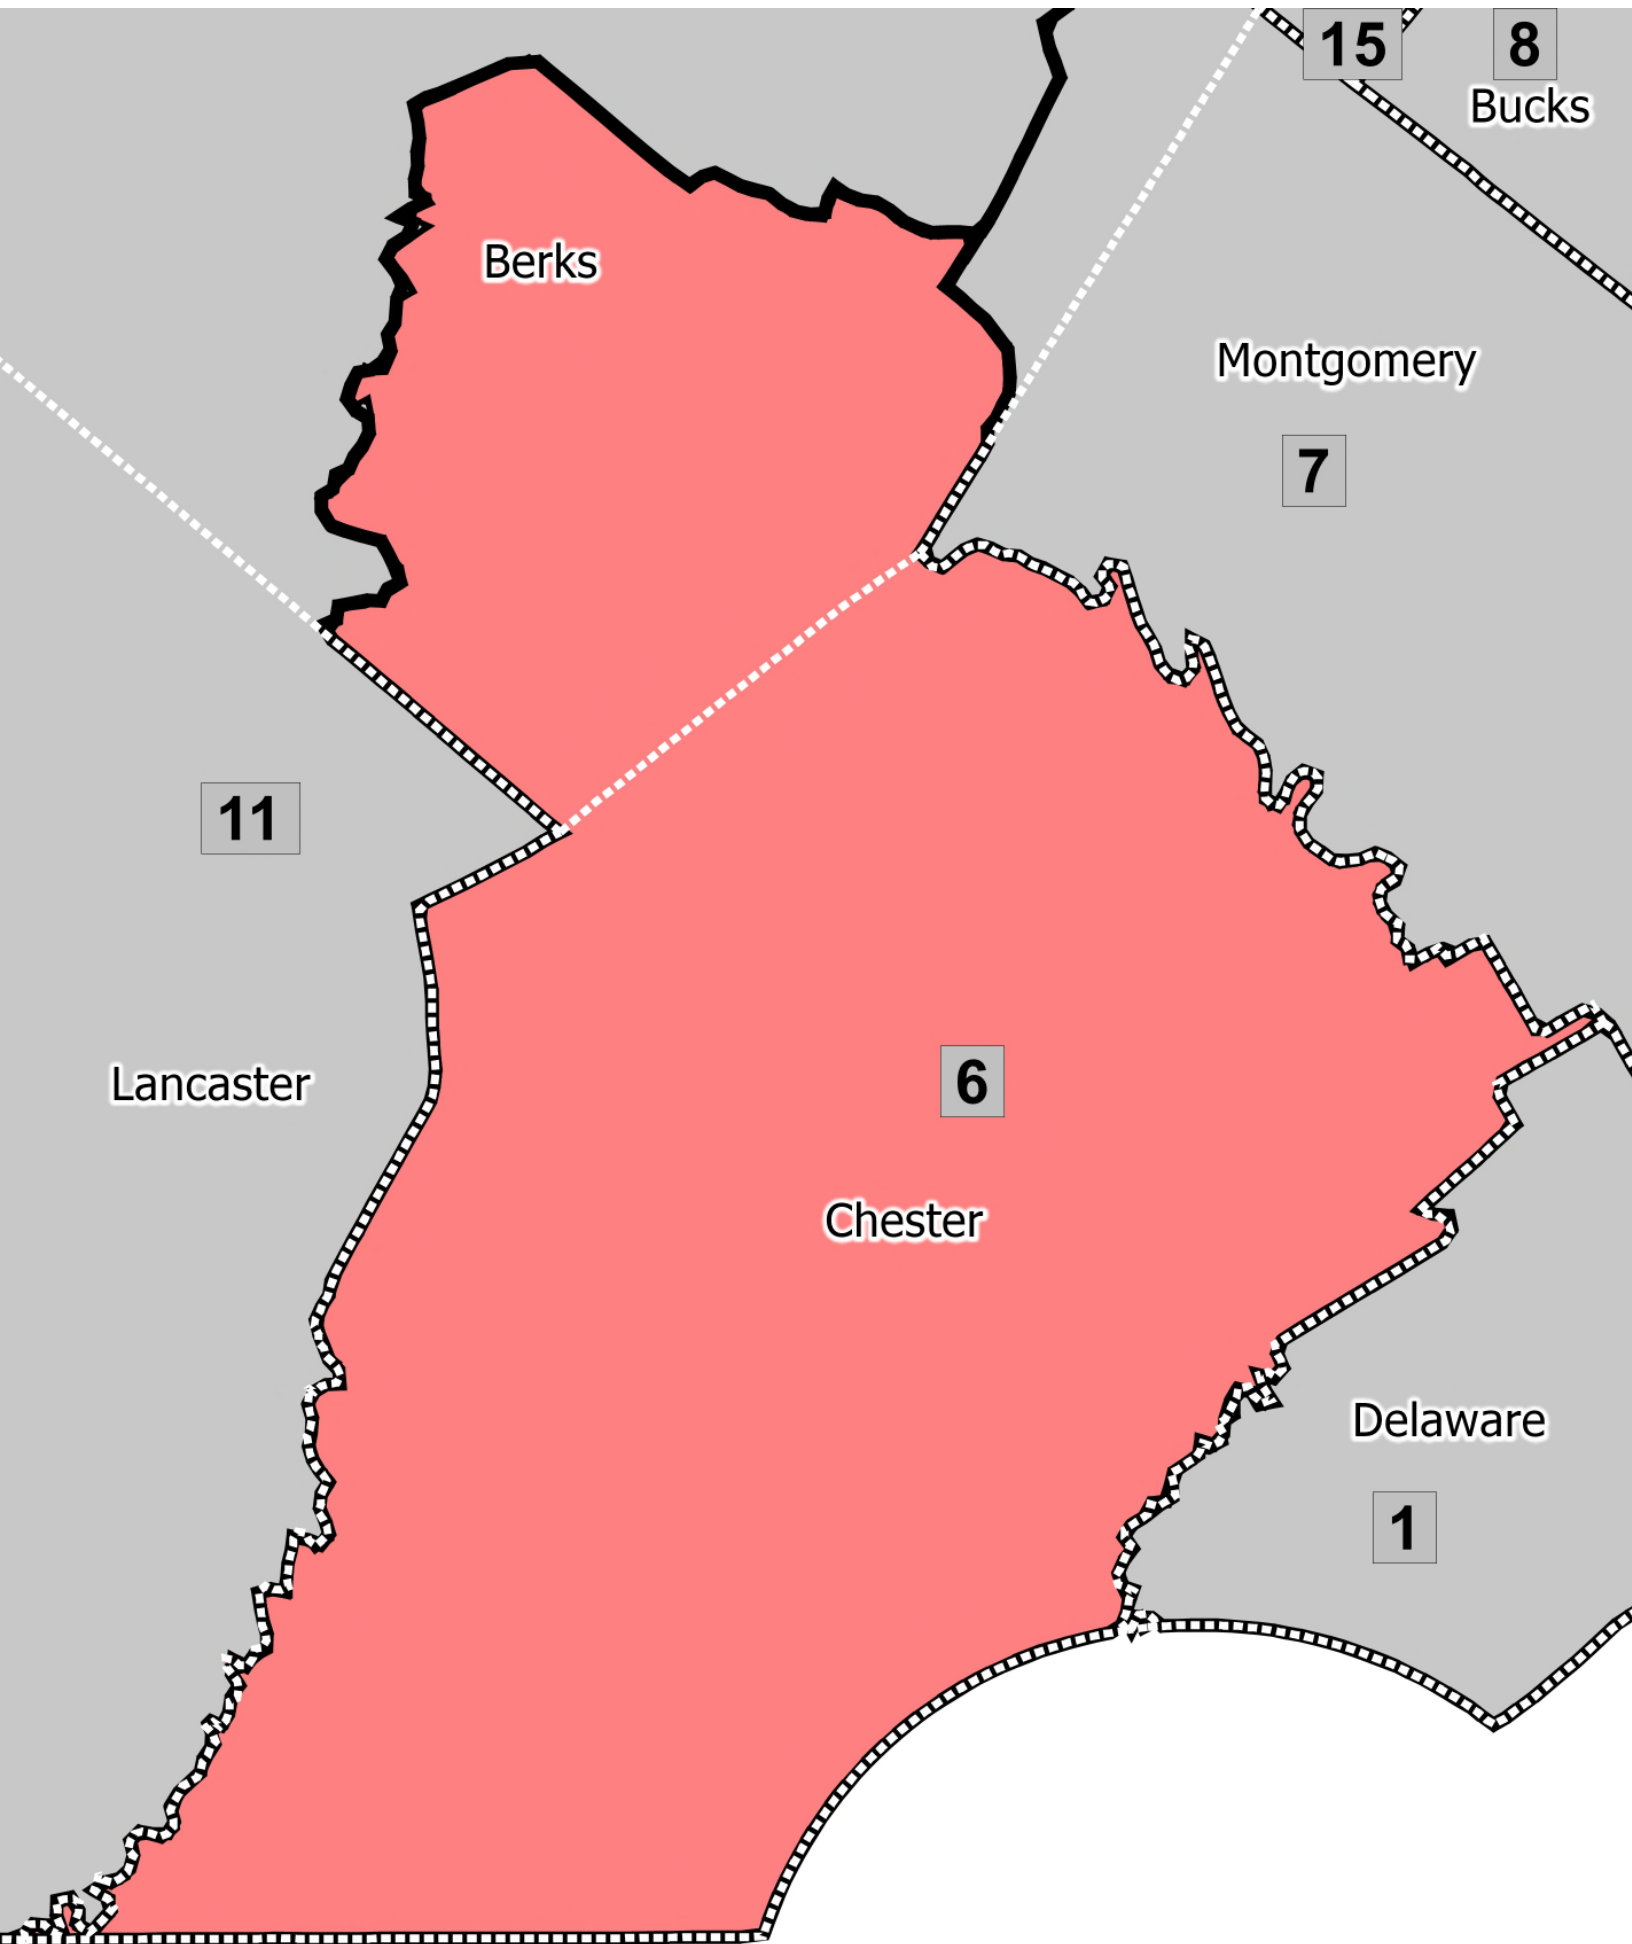 15
8
Bucks
Berks
Montgomery
7
11
Lancaster
6
Chester
Delaware
1